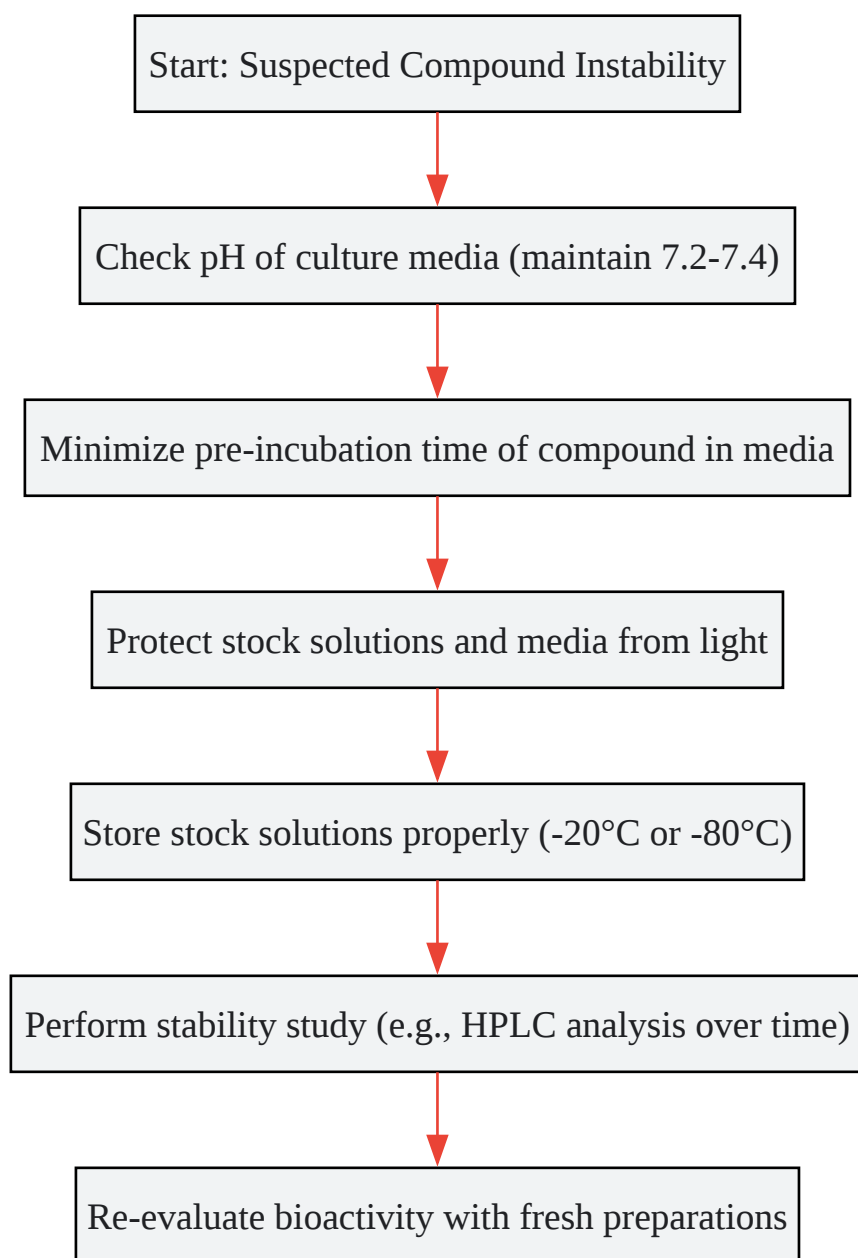 Start: Suspected Compound Instability
Check pH of culture media (maintain 7.2-7.4)
Minimize pre-incubation time of compound in media
Protect stock solutions and media from light
Store stock solutions properly (-20°C or -80°C)
Perform stability study (e.g., HPLC analysis over time)
Re-evaluate bioactivity with fresh preparations